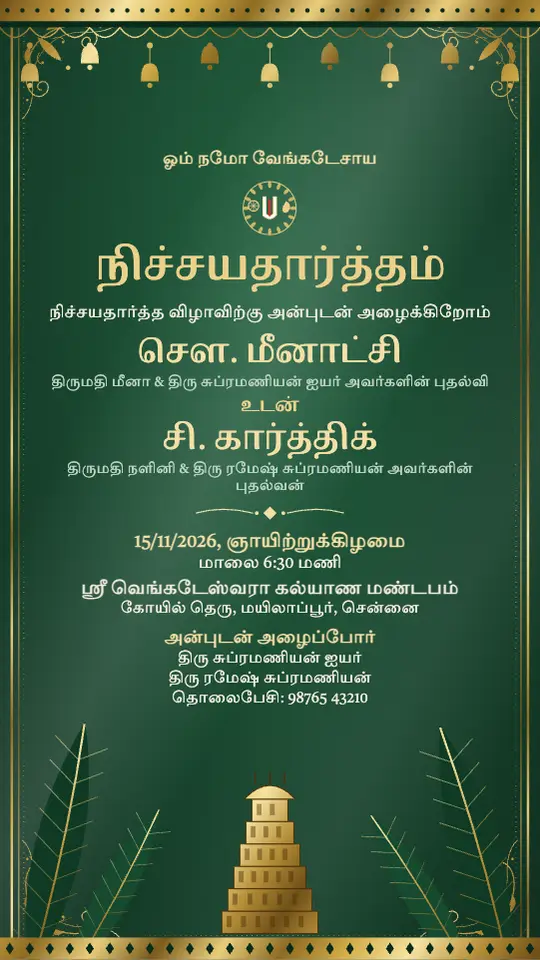 ஓம் நமோ வேங்கடேசாய
நிச்சயதார்த்தம்
நிச்சயதார்த்த விழாவிற்கு அன்புடன் அழைக்கிறோம்
சௌ. மீனாட்சி
திருமதி மீனா & திரு சுப்ரமணியன் ஐயர் அவர்களின் புதல்வி
உடன்
சி. கார்த்திக்
திருமதி நளினி & திரு ரமேஷ் சுப்ரமணியன் அவர்களின்
புதல்வன்
15/11/2026, ஞாயிற்றுக்கிழமை
மாலை 6:30 மணி
ஸ்ரீ வெங்கடேஸ்வரா கல்யாண மண்டபம்
கோயில் தெரு, மயிலாப்பூர், சென்னை
அன்புடன் அழைப்போர்
திரு சுப்ரமணியன் ஐயர்
திரு ரமேஷ் சுப்ரமணியன்
தொலைபேசி: 98765 43210